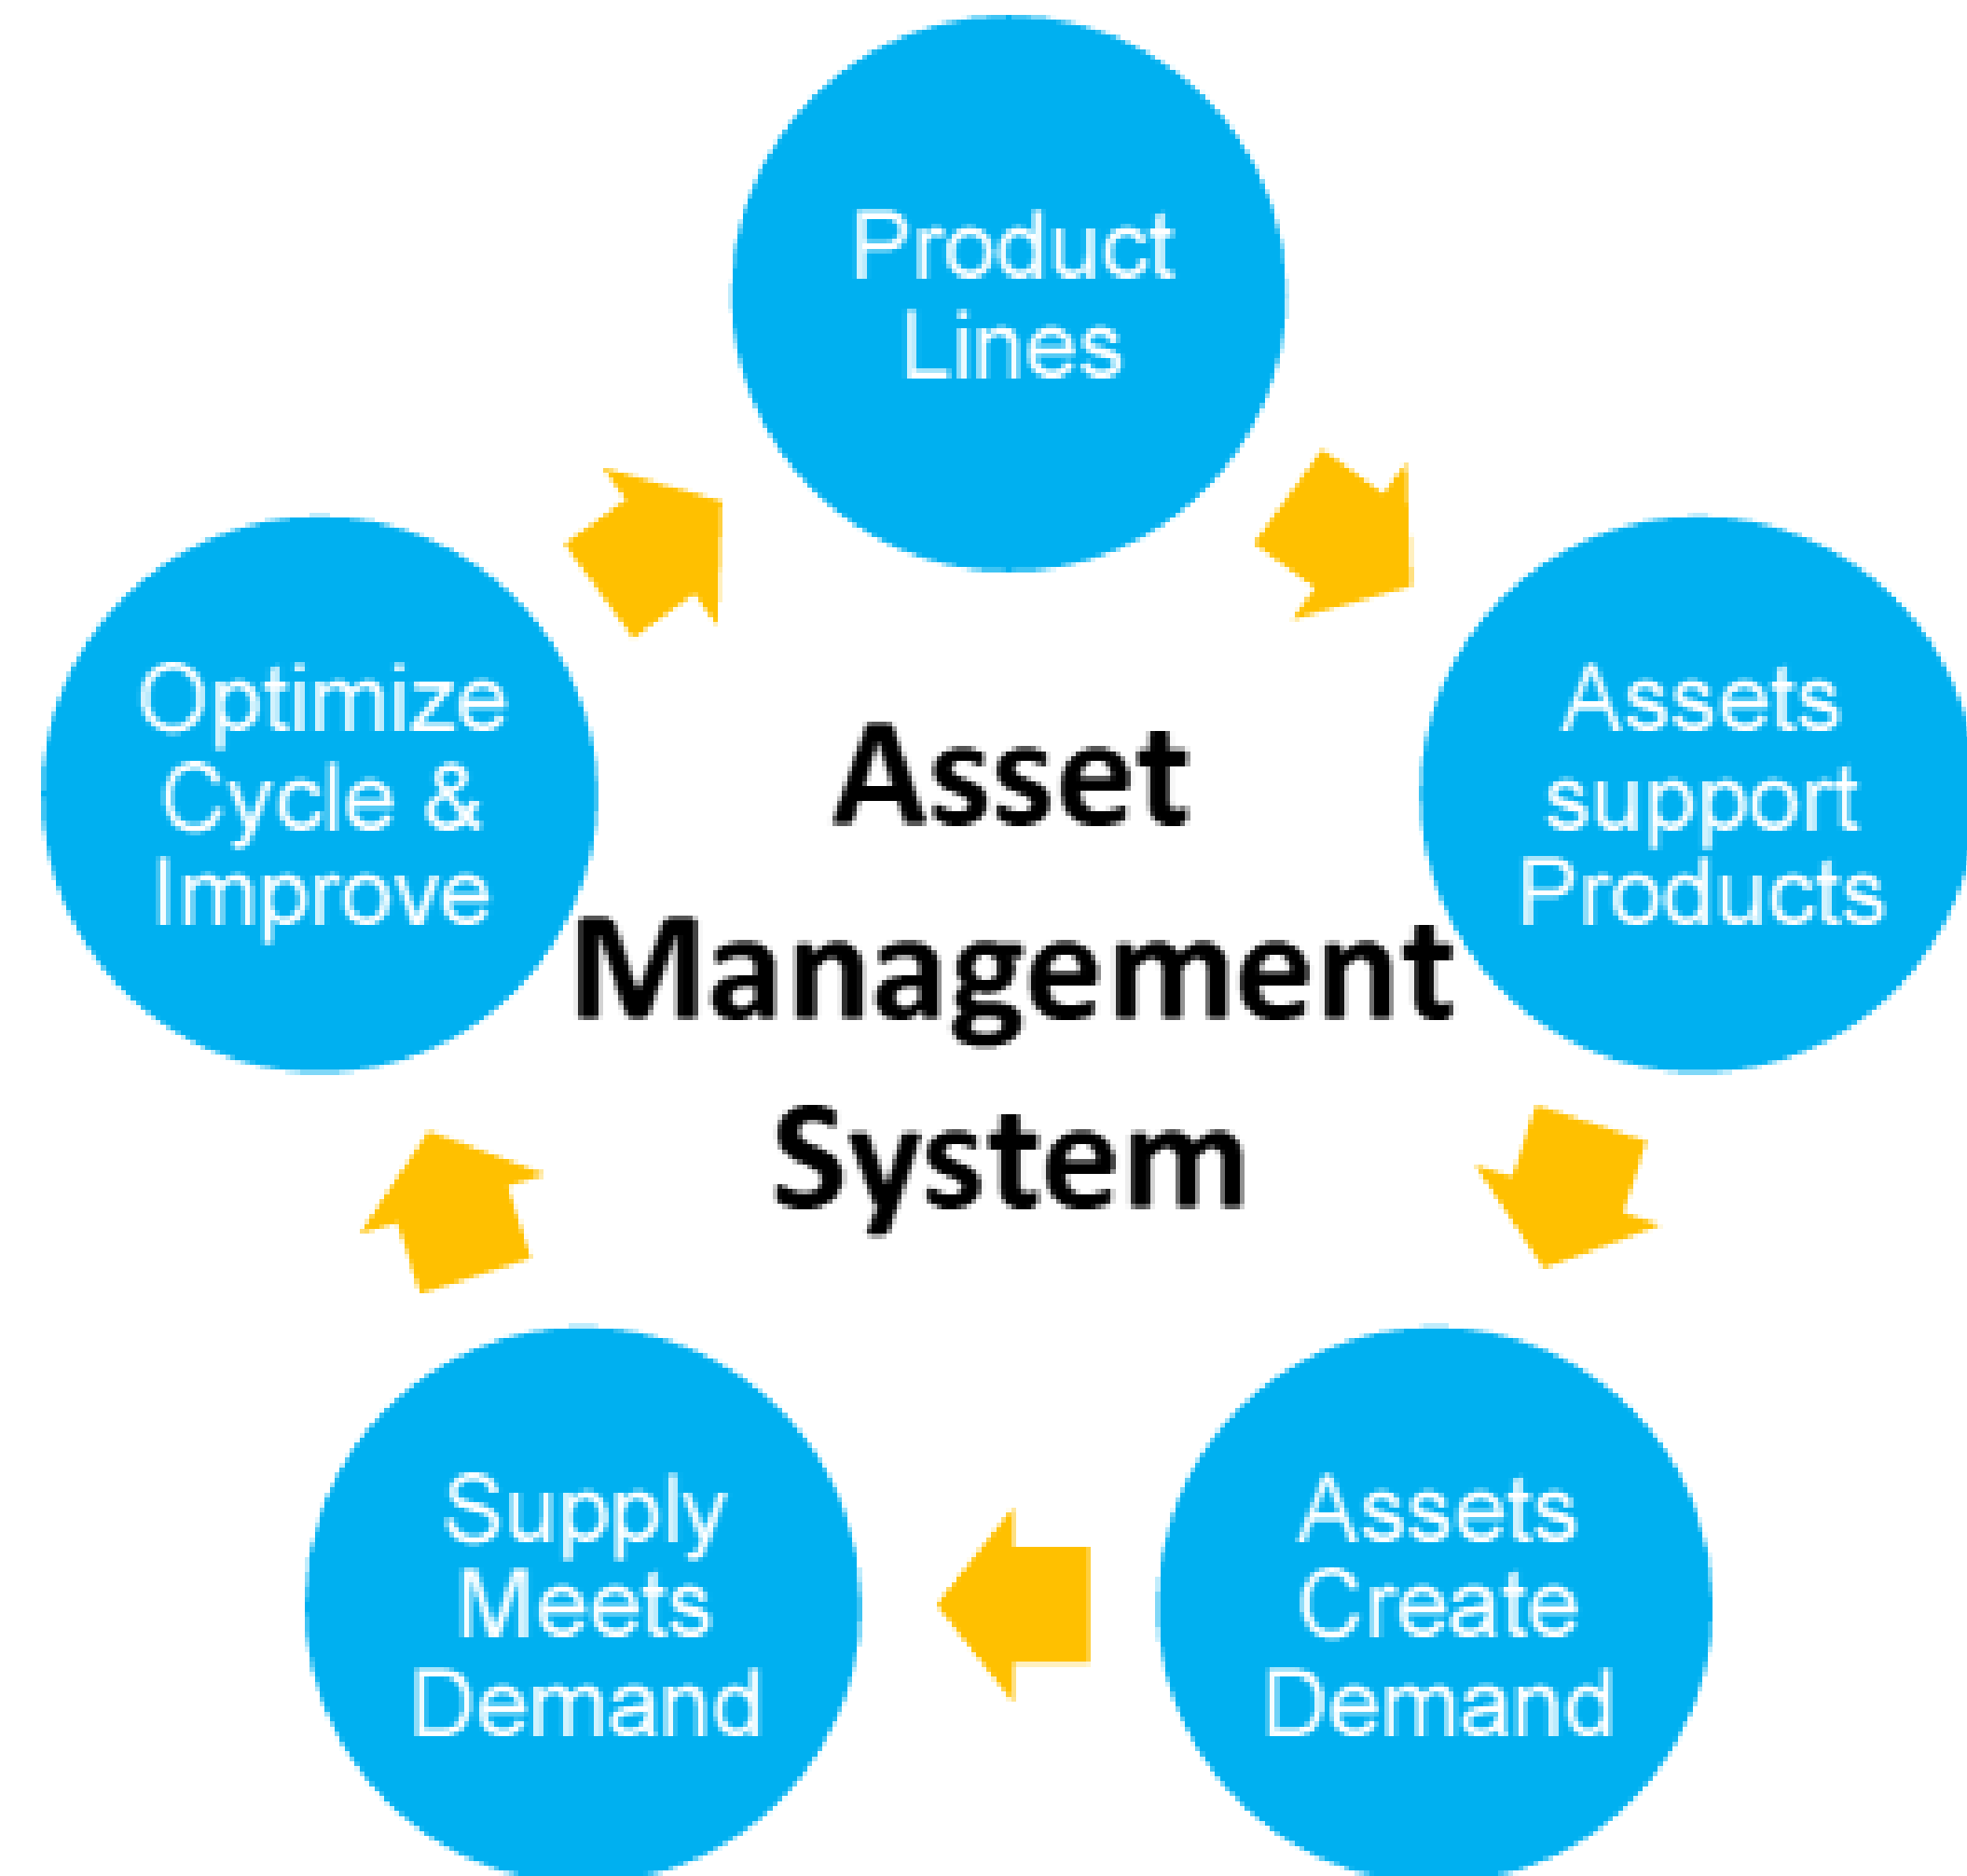 Product
Lines
Assets
support
Products
Assets
Create
Demand
Supply
Meets
Demand
Optimize
Cycle &
Improve
Asset
Management
System